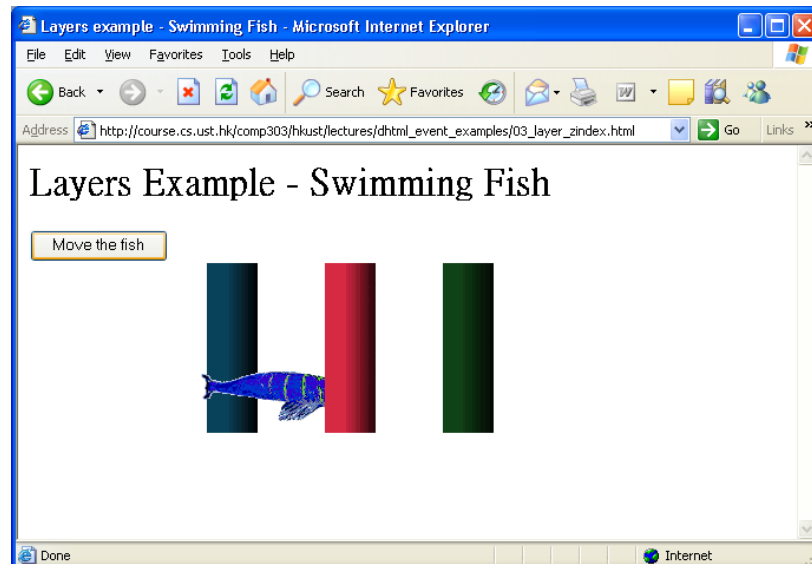 Layers example - Swimming Fish - Microsoft Internet Explorer
File Edit View Favorites Tools Help
Back Search Favorites W
Address http://course.cs.ust.hk/comp303/hkust/lectures/dhtml_event_examples/03_layer_zindex.html Go Links »
Layers Example - Swimming Fish
Move the fish
Done Internet